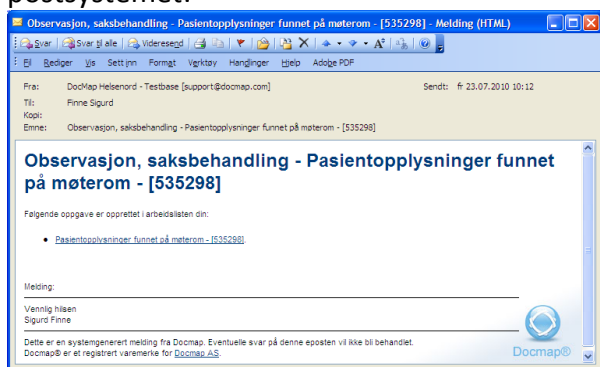 postsystemet.
Observasjon, saksbehandling - Pasientopplysninger funnet på møterom - [535298] - Melding (HTML)
Svar Svar til alle Videresend
Fil Rediger Vis Sett inn Format Verktøy Handlinger Hjelp Adobe PDF
Fra: DocMap Helsenord - Testbase [support@docmap.com] Sendt: fr 23.07.2010 10:12
Til: Finne Sigurd
Kopi:
Emne: Observasjon, saksbehandling - Pasientopplysninger funnet på møterom - [535298]
Observasjon, saksbehandling - Pasientopplysninger funnet
på møterom - [535298]
Følgende oppgave er opprettet i arbeidslisten din:
• Pasientopplysninger funnet på møterom - [535298].
Melding:
Vennlig hilsen
Sigurd Finne
Dette er en systemgenerert melding fra Docmap. Eventuelle svar på denne eposten vil ikke bli behandlet.
Docmap® er et registrert varemerke for Docmap AS.
Docmap®